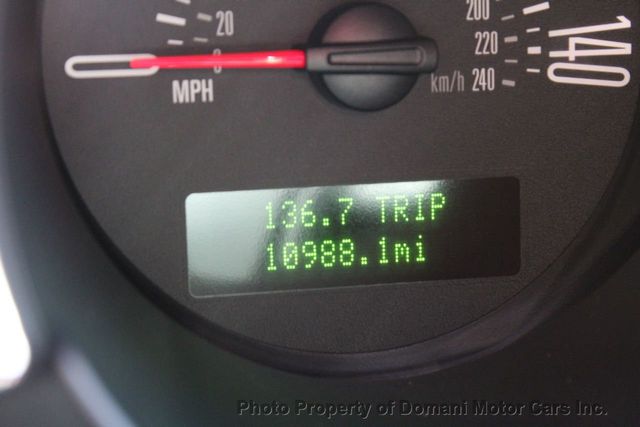 20
0
MPH
200
220
km/h 240
140
136.7 TRIP
10988.1mi
Photo Property of Domani Motor Cars Inc.